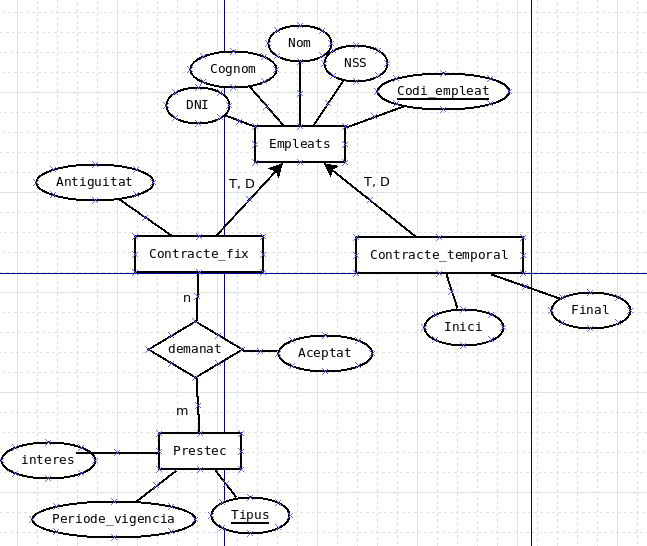 Nom
Cognom
NSS
DNI
Codi_empleat
Empleats
Antiguitat
T, D
T, D
Contracte_fix
Contracte_temporal
n
Inici
Final
demanat
Aceptat
m
Prestec
interes
Periode_vigencia
Tipus